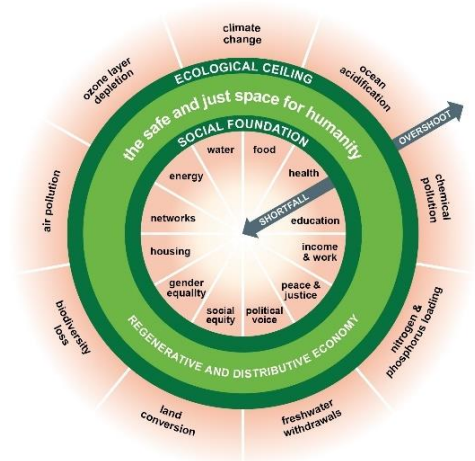 climate
change
ocean
acidification
chemical
pollution
nitrogen &
phosphorus loading
freshwater
withdrawals
land
conversion
biodiversity
loss
air pollution
ozone layer
depletion
ECOLOGICAL CEILING
the safe and just space for humanity
SOCIAL FOUNDATION
OVERSHOOT
SHORTFALL
water
food
health
education
income
& work
peace &
justice
political
voice
social
equity
gender
equality
housing
networks
energy
REGENERATIVE AND DISTRIBUTIVE ECONOMY